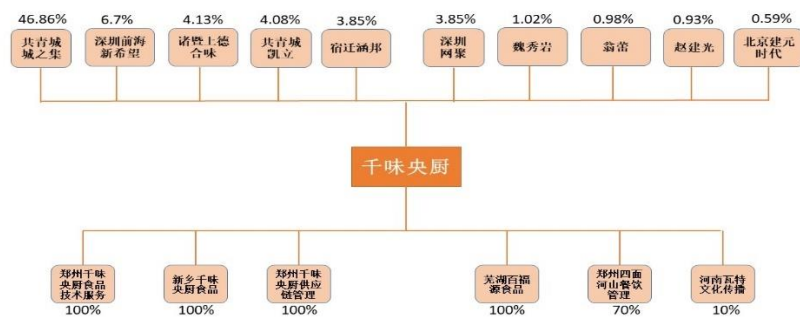 46.86%
6.7%
4.13%
4.08%
3.85%
3.85%
1.02%
0.98%
0.93%
0.59%
共青城
城之集
深圳前海
新希望
诸暨上德
合味
共青城
凯立
宿迁涵邦
深圳
网聚
魏秀岩
翁蕾
赵建光
北京建元
时代
千味央厨
郑州千味
央厨食品
技术服务
新乡千味
央厨食品
郑州千味
央厨供应
链管理
芜湖百福
源食品
郑州四面
河山餐饮
管理
河南瓦特
文化传播
100%
100%
100%
100%
70%
10%